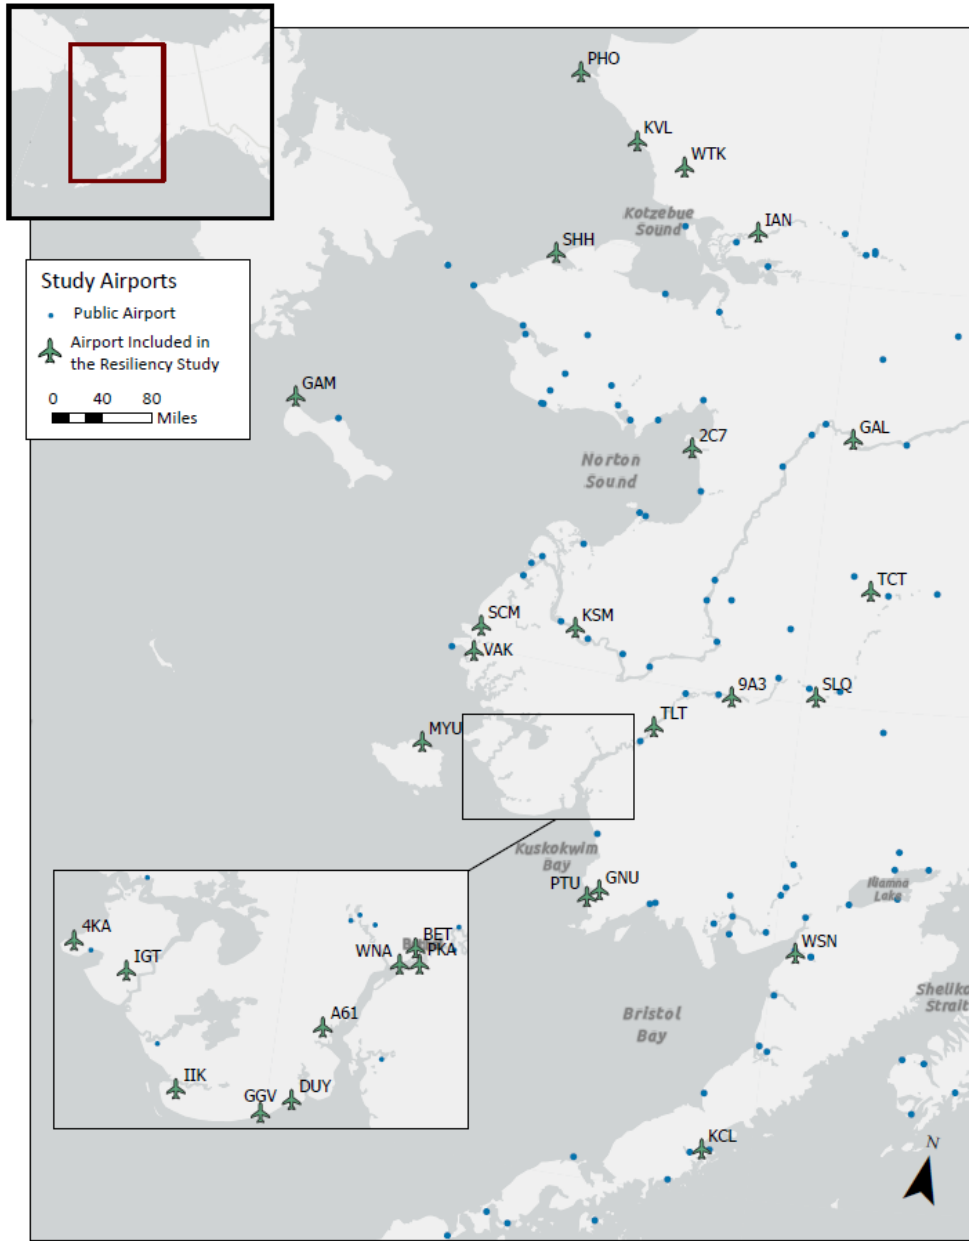 PHO
KVL
WTK
Kotzebue
Sound
IAN
SHH
Study Airports
Public Airport
Airport Included in
the Resiliency Study
0 40 80
Miles
GAM
2C7
GAL
Norton
Sound
TCT
SCM
KSM
VAK
9A3
SLQ
TLT
MYU
Kuskokwim
Bay
PTU
GNU
Iliamna
Lake
4KA
IGT
WNA
BET
PKA
WSN
A61
Bristol
Bay
IIK
GGV
DUY
KCL
N